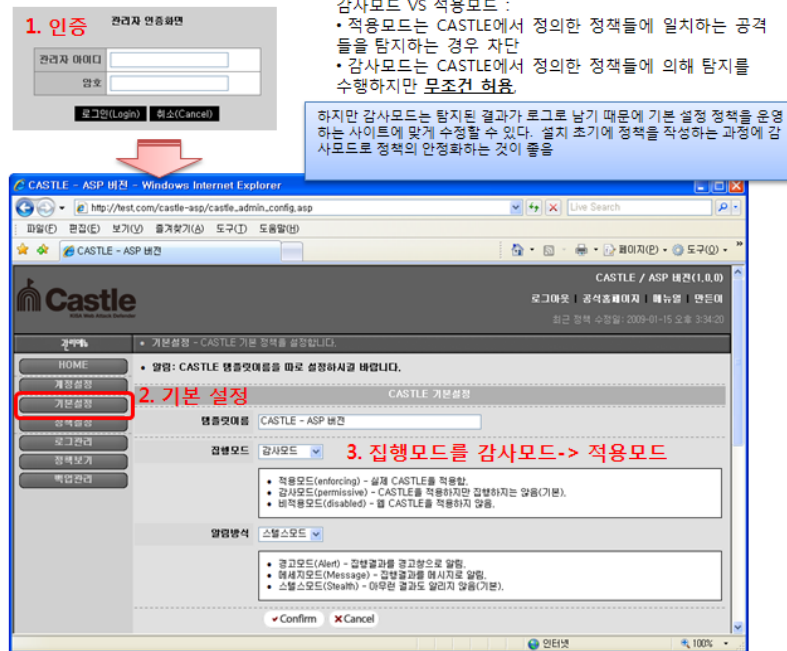 감사모드 VS 적용모드 :
• 적용모드는 CASTLE에서 정의한 정책들에 일치하는 공격
들을 탐지하는 경우 차단
• 감사모드는 CASTLE에서 정의한 정책들에 의해 탐지를
수행하지만 무조건 허용.
하지만 감사모드는 탐지된 결과가 로그로 남기 때문에 기본 설정 정책을 운영
하는 사이트에 맞게 수정할 수 있다. 설치 초기에 정책을 작성하는 과정에 감
사모드로 정책의 안정화하는 것이 좋음
1. 인증
관리자 인증화면
관리자 아이디
암호
로그인(Login) 취소(Cancel)
CASTLE - ASP 버전 - Windows Internet Explorer
http://test.com/castle-asp/castle_admin_config.asp
Live Search
파일(F) 편집(E) 보기(V) 즐겨찾기(A) 도구(T) 도움말(H)
CASTLE - ASP 버전
페이지(P) 도구(O)
Castle
KISA Web Attack Defender
CASTLE / ASP 버전(1.0.0)
로그아웃 | 공식홈페이지 | 메뉴얼 | 만든이
최근 정책 수정일: 2009-01-15 오후 3:34:20
관리메뉴
• 기본설정 - CASTLE 기본 정책을 설정합니다.
HOME
계정설정
기본설정
정책설정
로그관리
정책보기
백업관리
• 알림: CASTLE 탬플릿이름을 따로 설정하시길 바랍니다.
2. 기본 설정
CASTLE 기본설정
탬플릿이름 CASTLE - ASP 버전
집행모드 감사모드
3. 집행모드를 감사모드-> 적용모드
• 적용모드(enforcing) - 실제 CASTLE를 적용함.
• 감사모드(permissive) - CASTLE를 적용하지만 집행하지는 않음(기본).
• 비적용모드(disabled) - 웹 CASTLE를 적용하지 않음.
알림방식 스텔스모드
• 경고모드(Alert) - 집행결과를 경고창으로 알림.
• 메세지모드(Message) - 집행결과를 메시지로 알림.
• 스텔스모드(Stealth) - 아무런 결과도 알리지 않음(기본).
Confirm Cancel
인터넷
100%